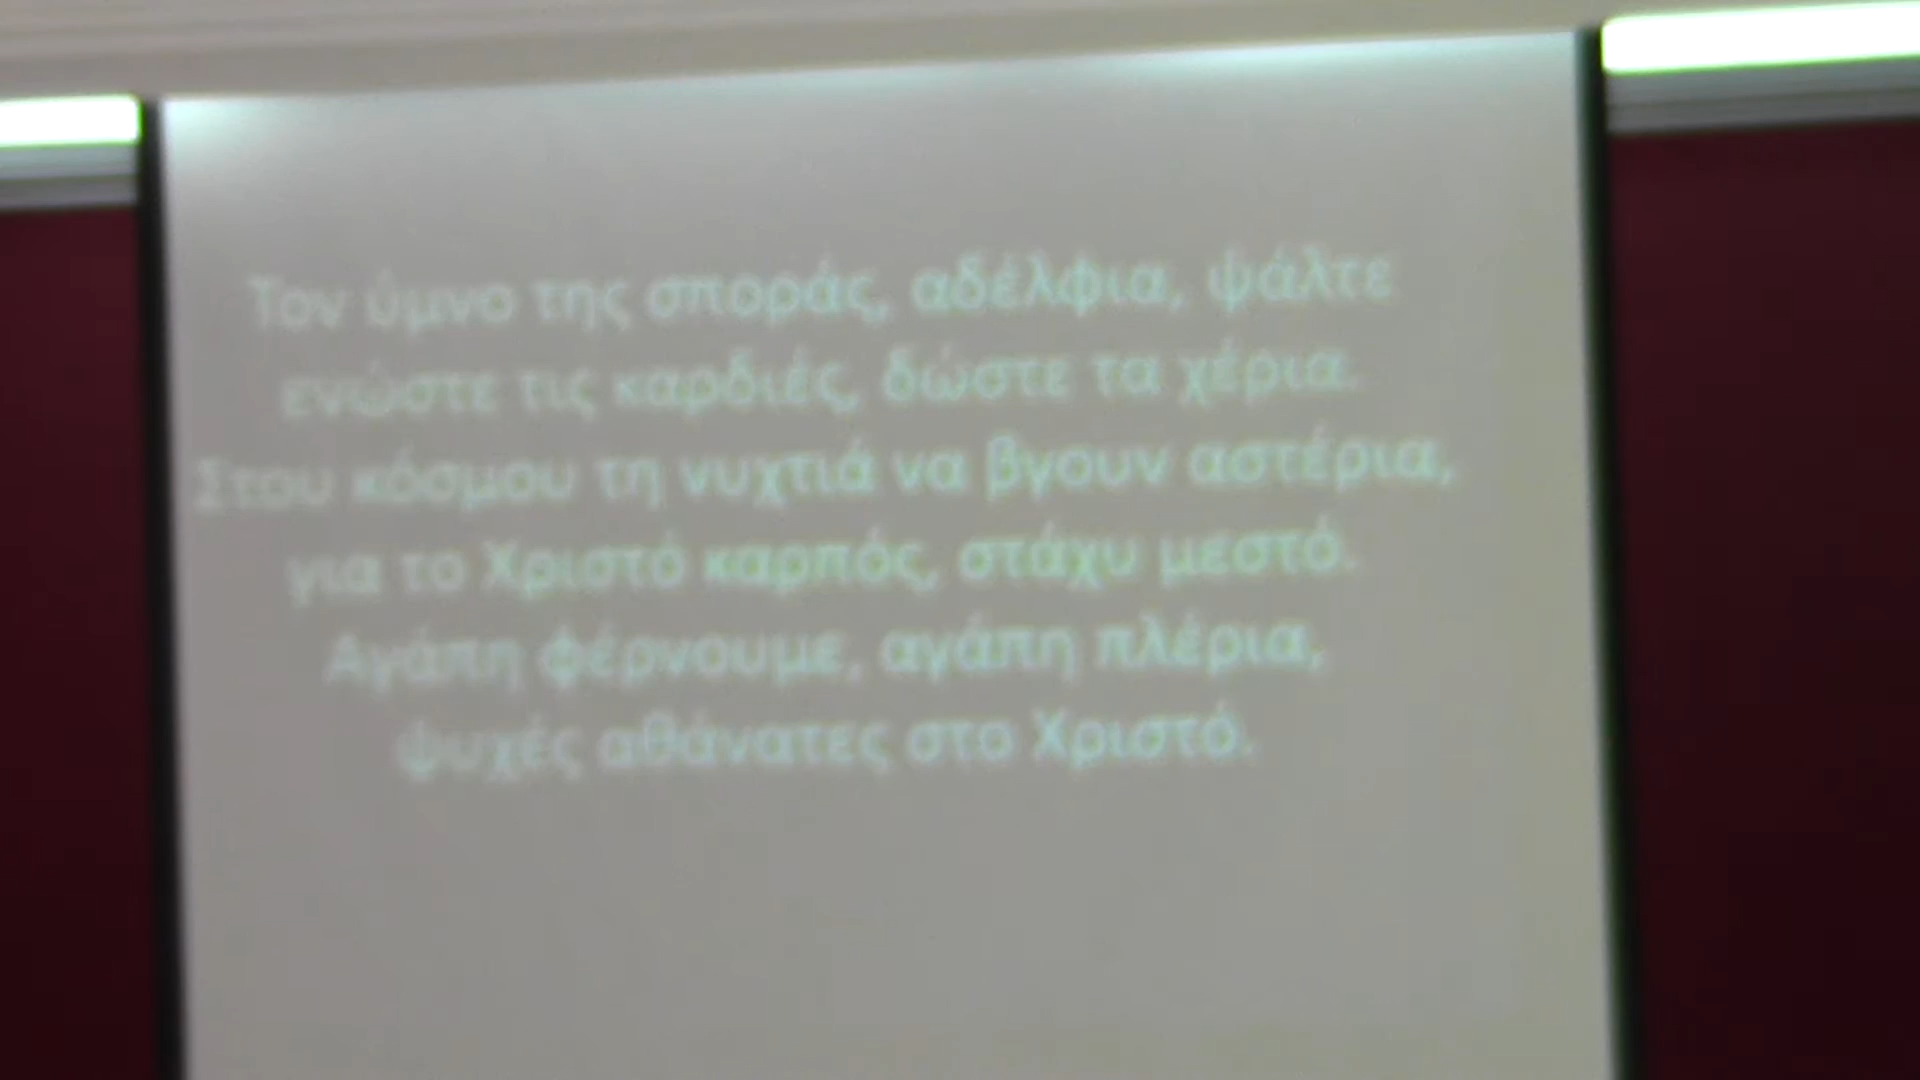 Τον ύμνο της σποράς, αδέλφια, ψάλτε
ενώστε τις καρδιές, δώστε τα χέρια.
Στου κόσμου τη νυχτιά να βγουν αστέρια,
για το Χριστό καρπός, στάχυ μεστό.
Αγάπη φέρνουμε, αγάπη πλέρια,
ψυχές αθάνατες στο Χριστό.